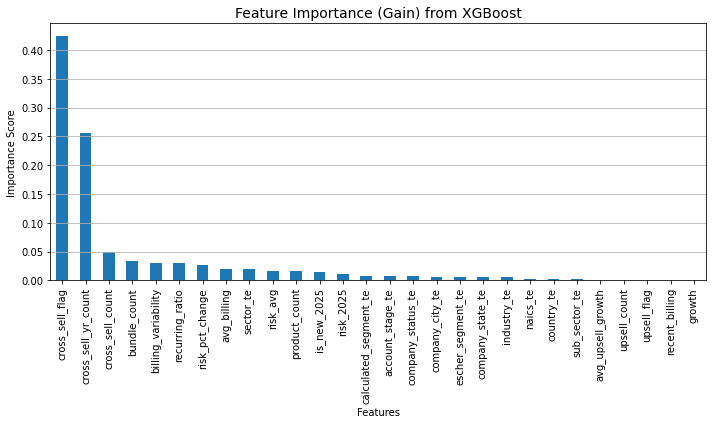 Feature Importance (Gain) from XGBoost
Importance Score
0.40
0.35
0.30
0.25
0.20
0.15
0.10
0.05
0.00
cross_sell_flag
cross_sell_yr_count
cross_sell_count
bundle_count
billing_variability
recurring_ratio
risk_pct_change
avg_billing
sector_te
risk_avg
product_count
is_new_2025
risk_2025
calculated_segment_te
account_stage_te
company_status_te
company_city_te
escher_segment_te
company_state_te
industry_te
naics_te
country_te
sub_sector_te
avg_upsell_growth
upsell_count
upsell_flag
recent_billing
growth
Features